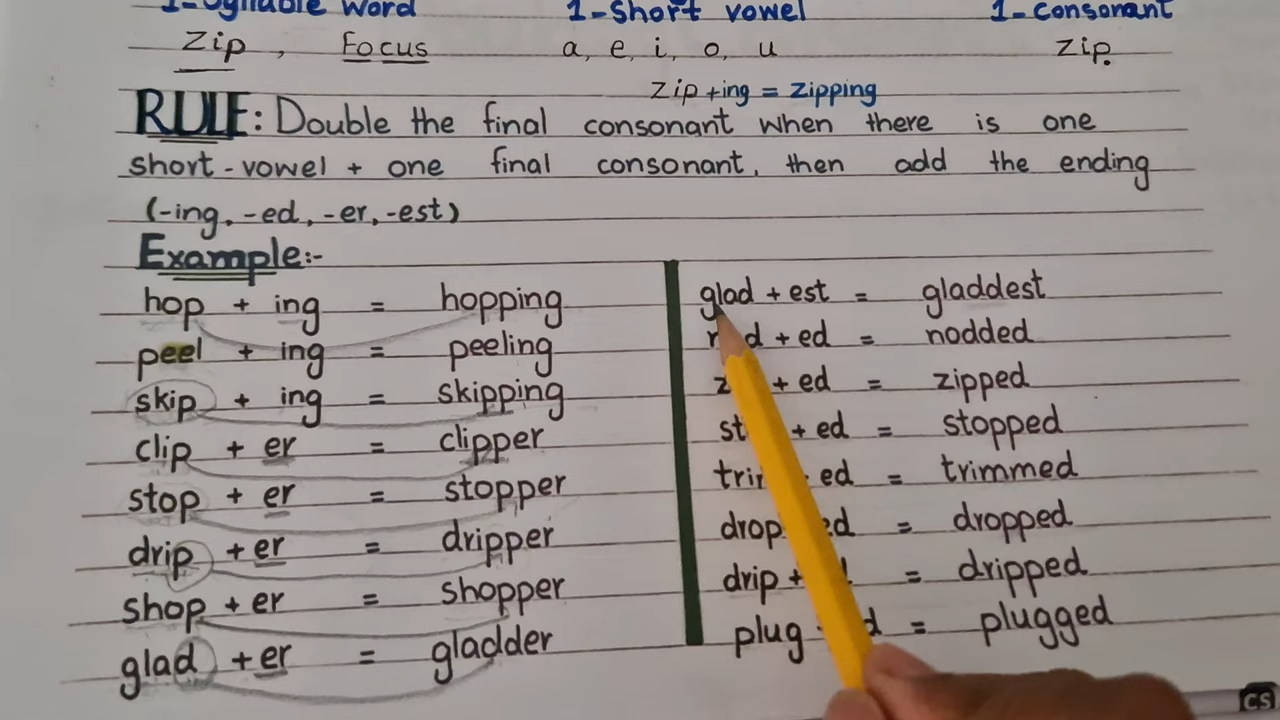 1-Syllable word 1-Short vowel 1-consonant
Zip, Focus a, e, i, o, u Zip.
Zip+ing = Zipping
RULE: Double the final consonant when there is one
short-vowel + one final consonant, then add the ending
(-ing, -ed, -er, -est)
Example:-
hop + ing = hopping
peel + ing = peeling
skip + ing = skipping
clip + er = clipper
stop + er = stopper
drip + er = dripper
shop + er = shopper
glad + er = gladder
glad + est = gladdest
d + ed = nodded
+ ed = zipped
st + ed = stopped
ed = trimmed
drop = dropped
drip + = dripped
plug = plugged
CS